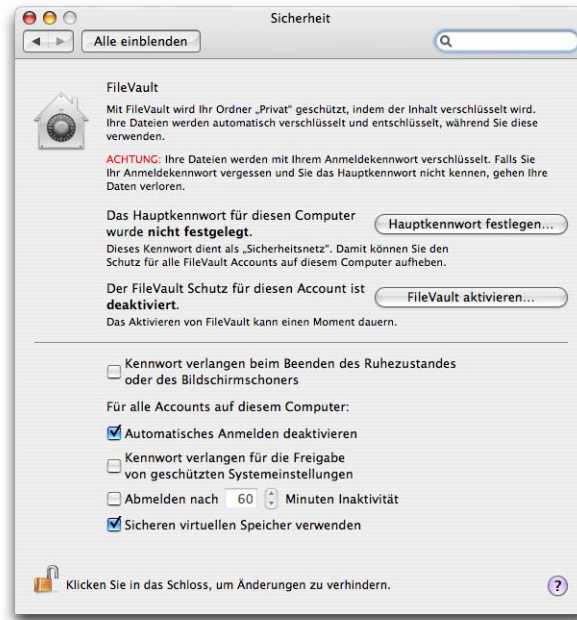 Sicherheit
Alle einblenden
FileVault
Mit FileVault wird Ihr Ordner „Privat“ geschützt, indem der Inhalt verschlüsselt wird.
Ihre Dateien werden automatisch verschlüsselt und entschlüsselt, während Sie diese
verwenden.
ACHTUNG: Ihre Dateien werden mit Ihrem Anmeldekennwort verschlüsselt. Falls Sie
Ihr Anmeldekennwort vergessen und Sie das Hauptkennwort nicht kennen, gehen Ihre
Daten verloren.
Das Hauptkennwort für diesen Computer
wurde nicht festgelegt.
Hauptkennwort festlegen...
Dieses Kennwort dient als „Sicherheitsnetz“. Damit können Sie den
Schutz für alle FileVault Accounts auf diesem Computer aufheben.
Der FileVault Schutz für diesen Account ist
deaktiviert.
FileVault aktivieren...
Das Aktivieren von FileVault kann einen Moment dauern.
Kennwort verlangen beim Beenden des Ruhezustandes
oder des Bildschirmschoners
Für alle Accounts auf diesem Computer:
Automatisches Anmelden deaktivieren
Kennwort verlangen für die Freigabe
von geschützten Systemeinstellungen
Abmelden nach 60 Minuten Inaktivität
Sicheren virtuellen Speicher verwenden
Klicken Sie in das Schloss, um Änderungen zu verhindern.
?